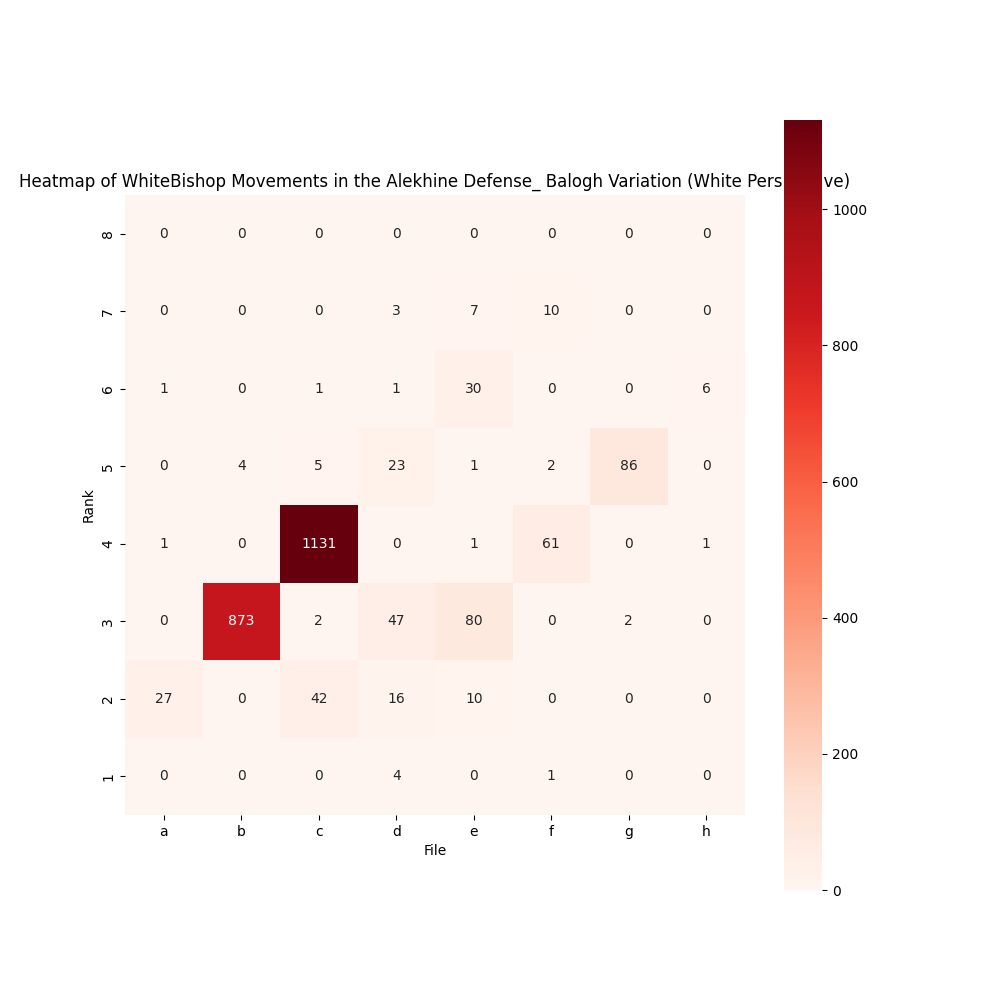 Heatmap of WhiteBishop Movements in the Alekhine Defense_ Balogh Variation (White Pers ve)
8 0 0 0 0 0 0 0 0
7 0 0 0 3 7 10 0 0
6 1 0 1 1 30 0 0 6
5 0 4 5 23 1 2 86 0
4 1 0 1131 0 1 61 0 1
3 0 873 2 47 80 0 2 0
2 27 0 42 16 10 0 0 0
1 0 0 0 4 0 1 0 0
a b c d e f g h
File
Rank
1000
800
600
400
200
0